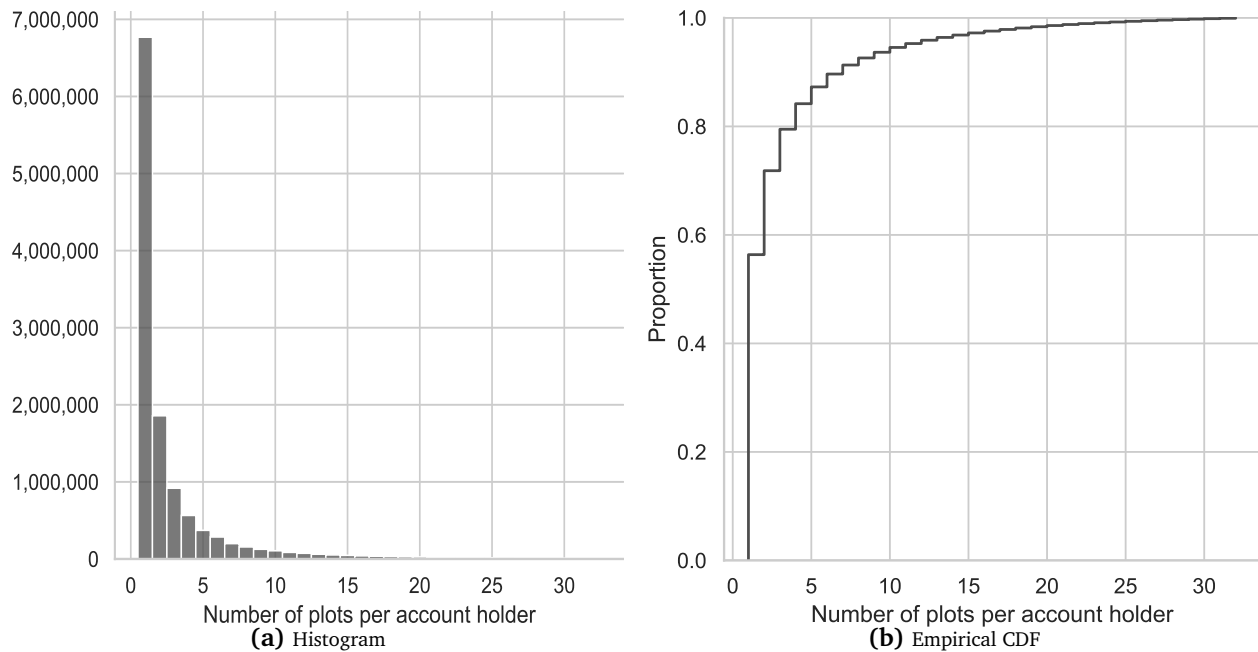 7,000,000
6,000,000
5,000,000
4,000,000
3,000,000
2,000,000
1,000,000
0
0 5 10 15 20 25 30
Number of plots per account holder
(a) Histogram
Proportion
1.0
0.8
0.6
0.4
0.2
0.0
0 5 10 15 20 25 30
Number of plots per account holder
(b) Empirical CDF